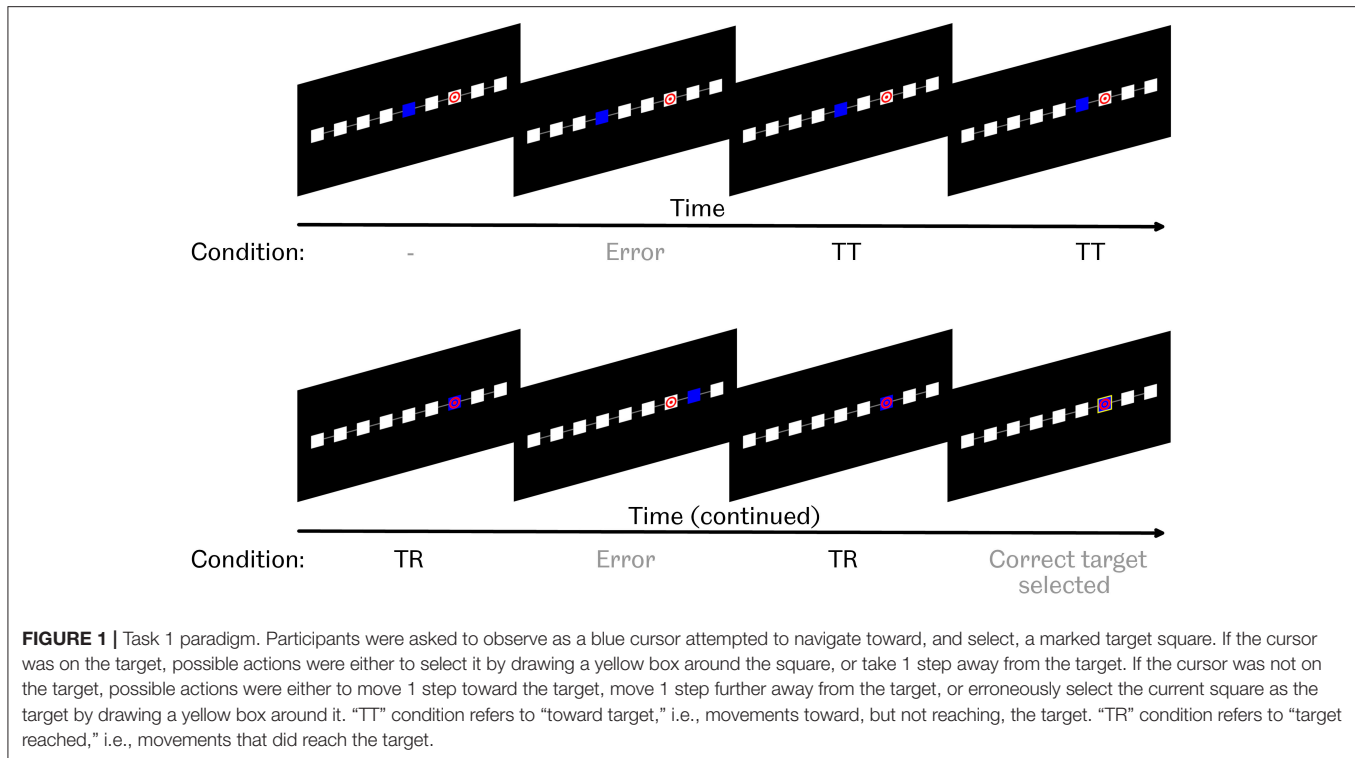 Time
Condition: - Error TT TT
Time (continued)
Condition: TR Error TR Correct target
selected
FIGURE 1 | Task 1 paradigm. Participants were asked to observe as a blue cursor attempted to navigate toward, and select, a marked target square. If the cursor
was on the target, possible actions were either to select it by drawing a yellow box around the square, or take 1 step away from the target. If the cursor was not on
the target, possible actions were either to move 1 step toward the target, move 1 step further away from the target, or erroneously select the current square as the
target by drawing a yellow box around it. “TT” condition refers to “toward target,” i.e., movements toward, but not reaching, the target. “TR” condition refers to “target
reached,” i.e., movements that did reach the target.